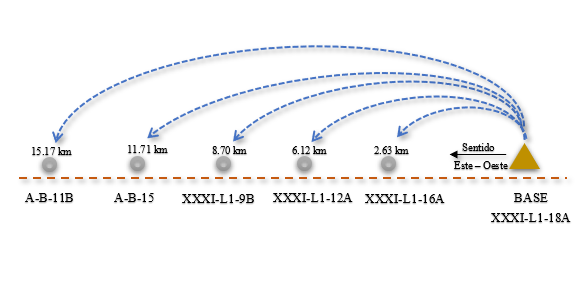 15.17 km
11.71 km
8.70 km
6.12 km
2.63 km
Sentido
Este – Oeste
A-B-11B
A-B-15
XXXI-L1-9B
XXXI-L1-12A
XXXI-L1-16A
BASE
XXXI-L1-18A